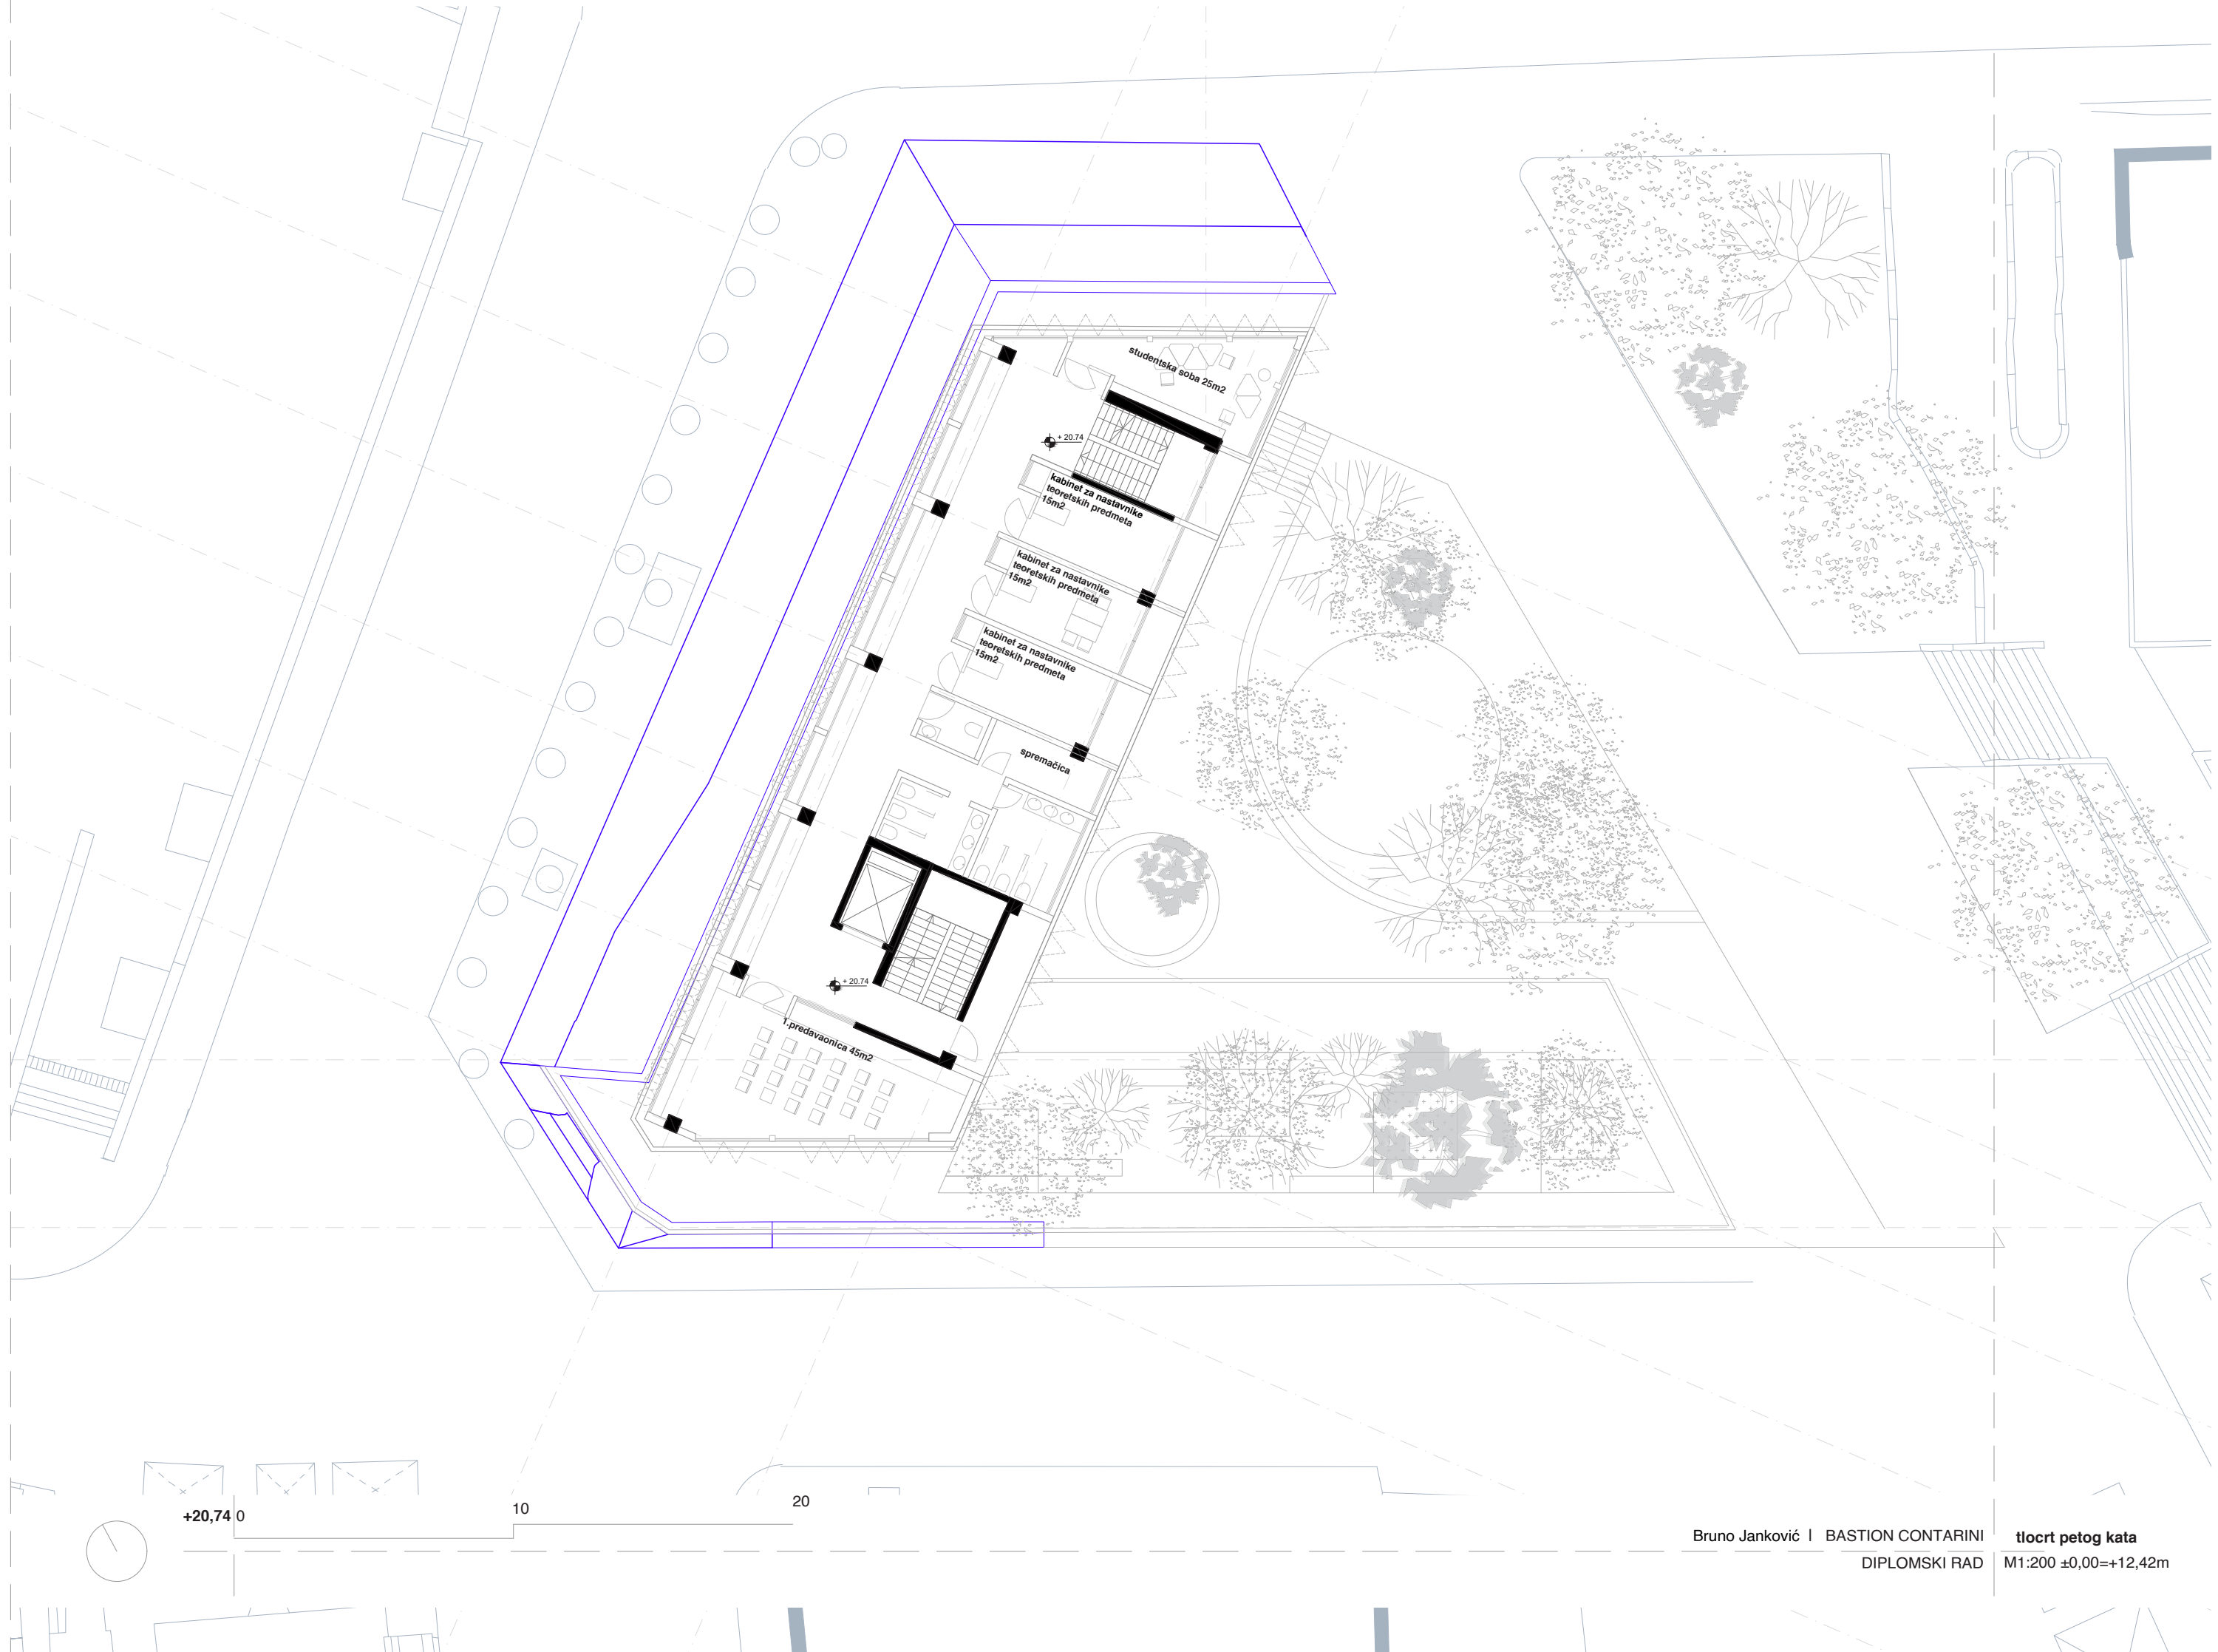 studentska soba 25m2
+ 20.74
kabinet za nastavnike
teoretskih predmeta
15m2
kabinet za nastavnike
teoretskih predmeta
15m2
kabinet za nastavnike
teoretskih predmeta
15m2
spremačica
+ 20.74
1.predavaonica 45m2
+20,74 0
10
20
Bruno Janković | BASTION CONTARINI
tlocrt petog kata
DIPLOMSKI RAD
M1:200 ±0,00=+12,42m